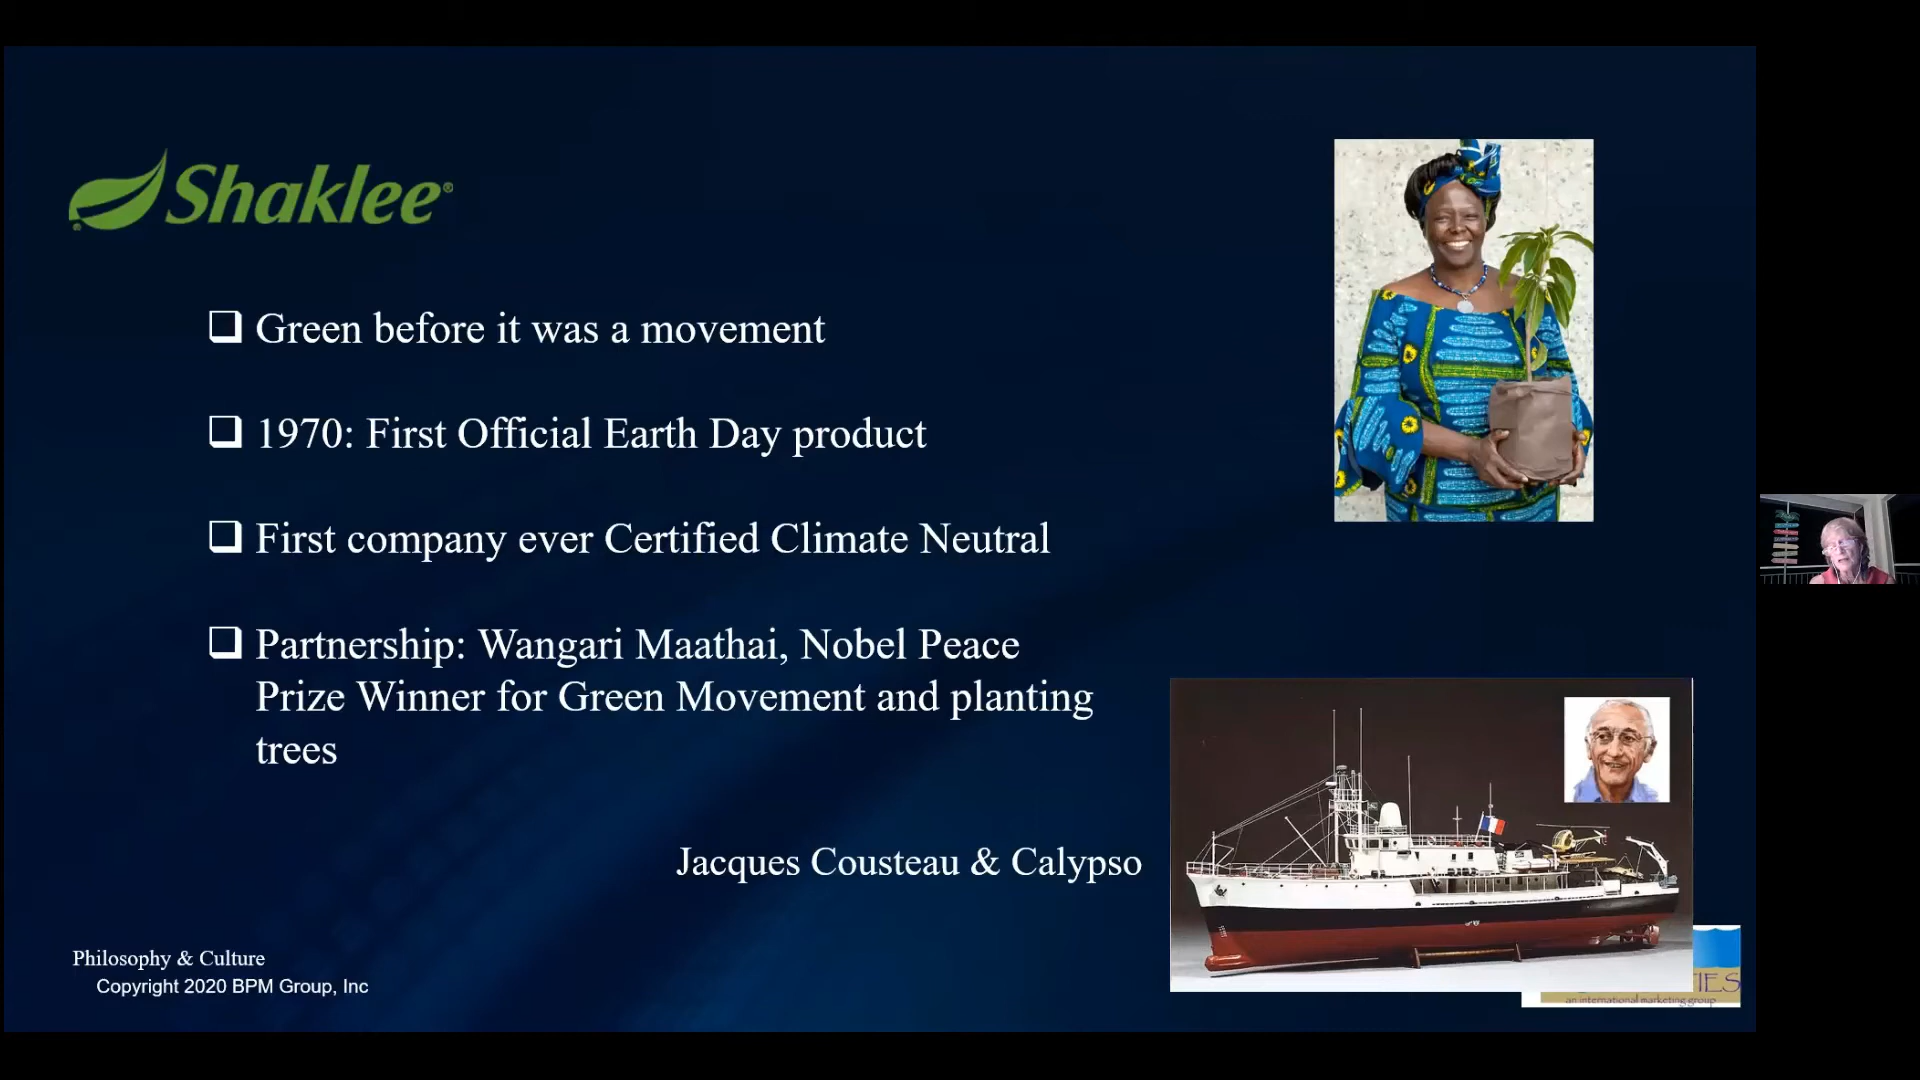 Shaklee®
Green before it was a movement
1970: First Official Earth Day product
First company ever Certified Climate Neutral
Partnership: Wangari Maathai, Nobel Peace
Prize Winner for Green Movement and planting
trees
Jacques Cousteau & Calypso
Philosophy & Culture
Copyright 2020 BPM Group, Inc
an international marketing group